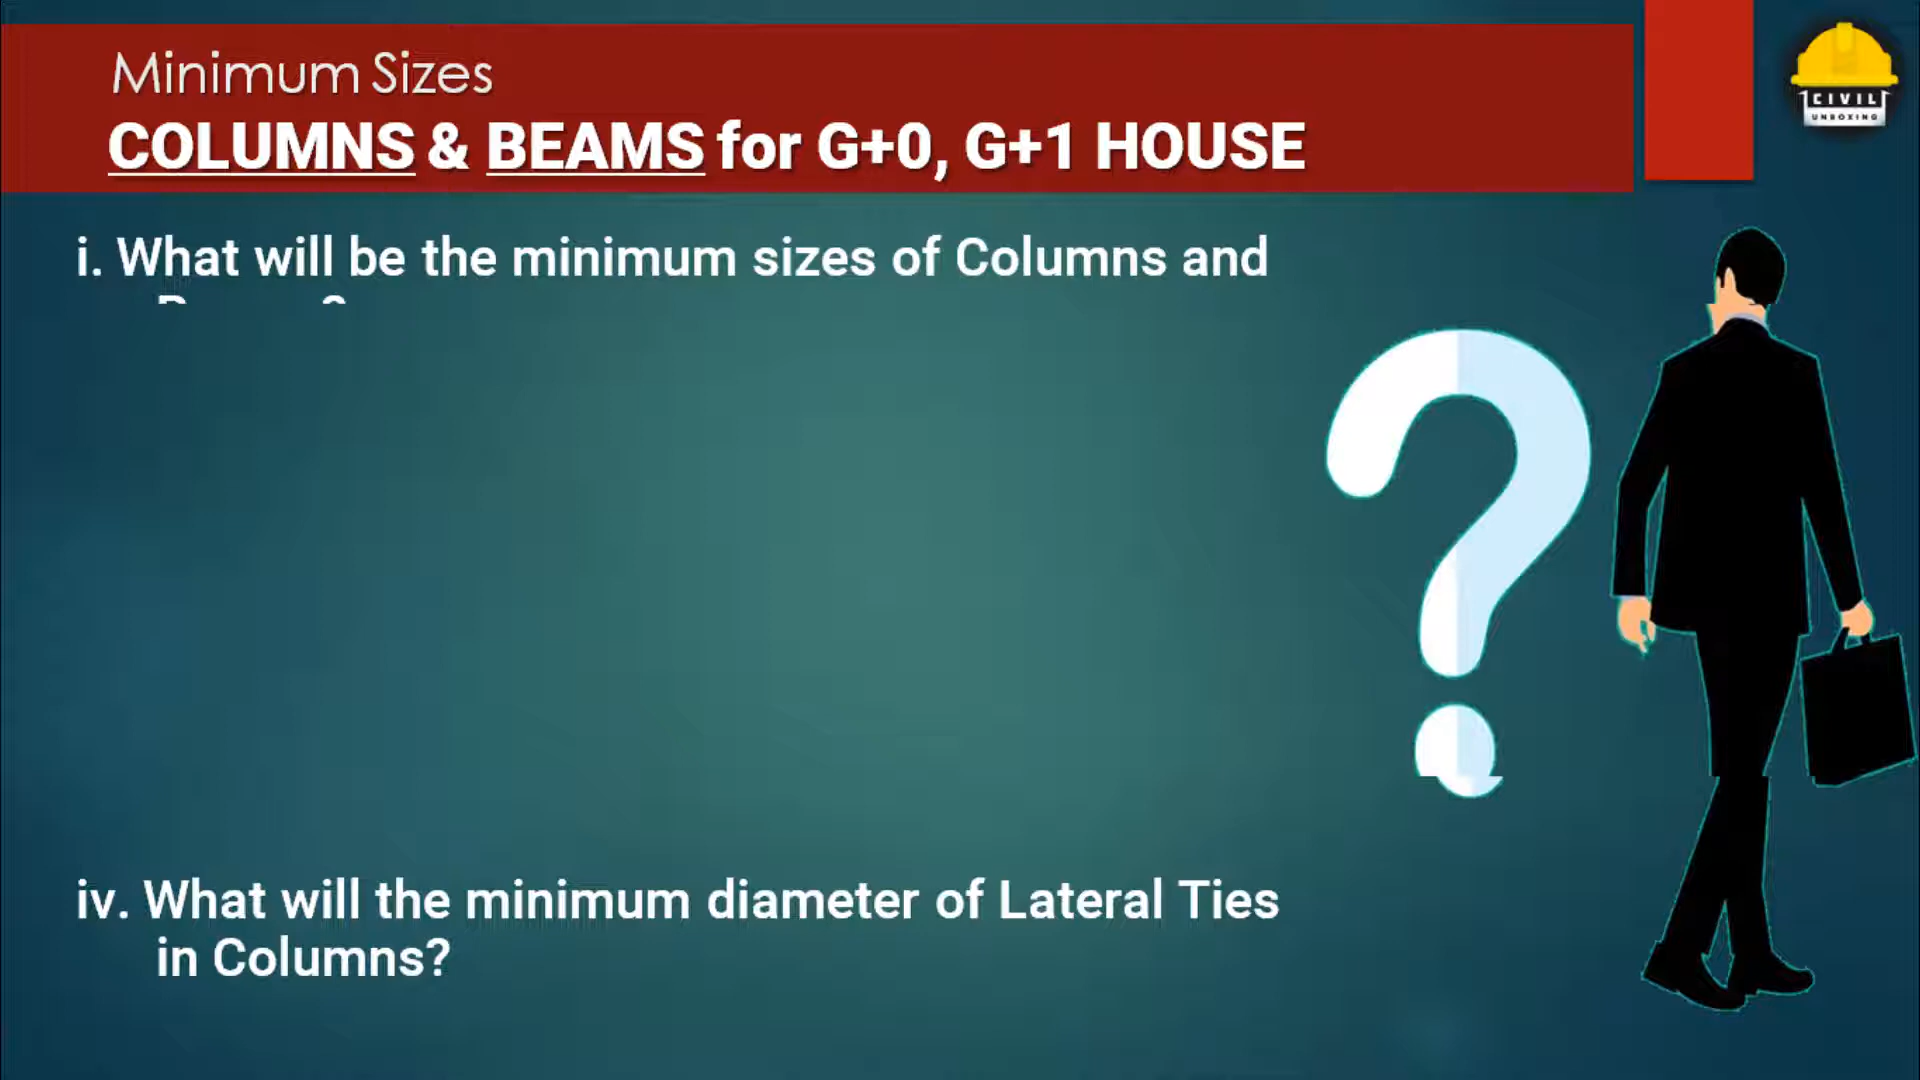 Minimum Sizes
COLUMNS & BEAMS for G+0, G+1 HOUSE
CIVIL
UNBOXING
i. What will be the minimum sizes of Columns and
iv. What will the minimum diameter of Lateral Ties
in Columns?